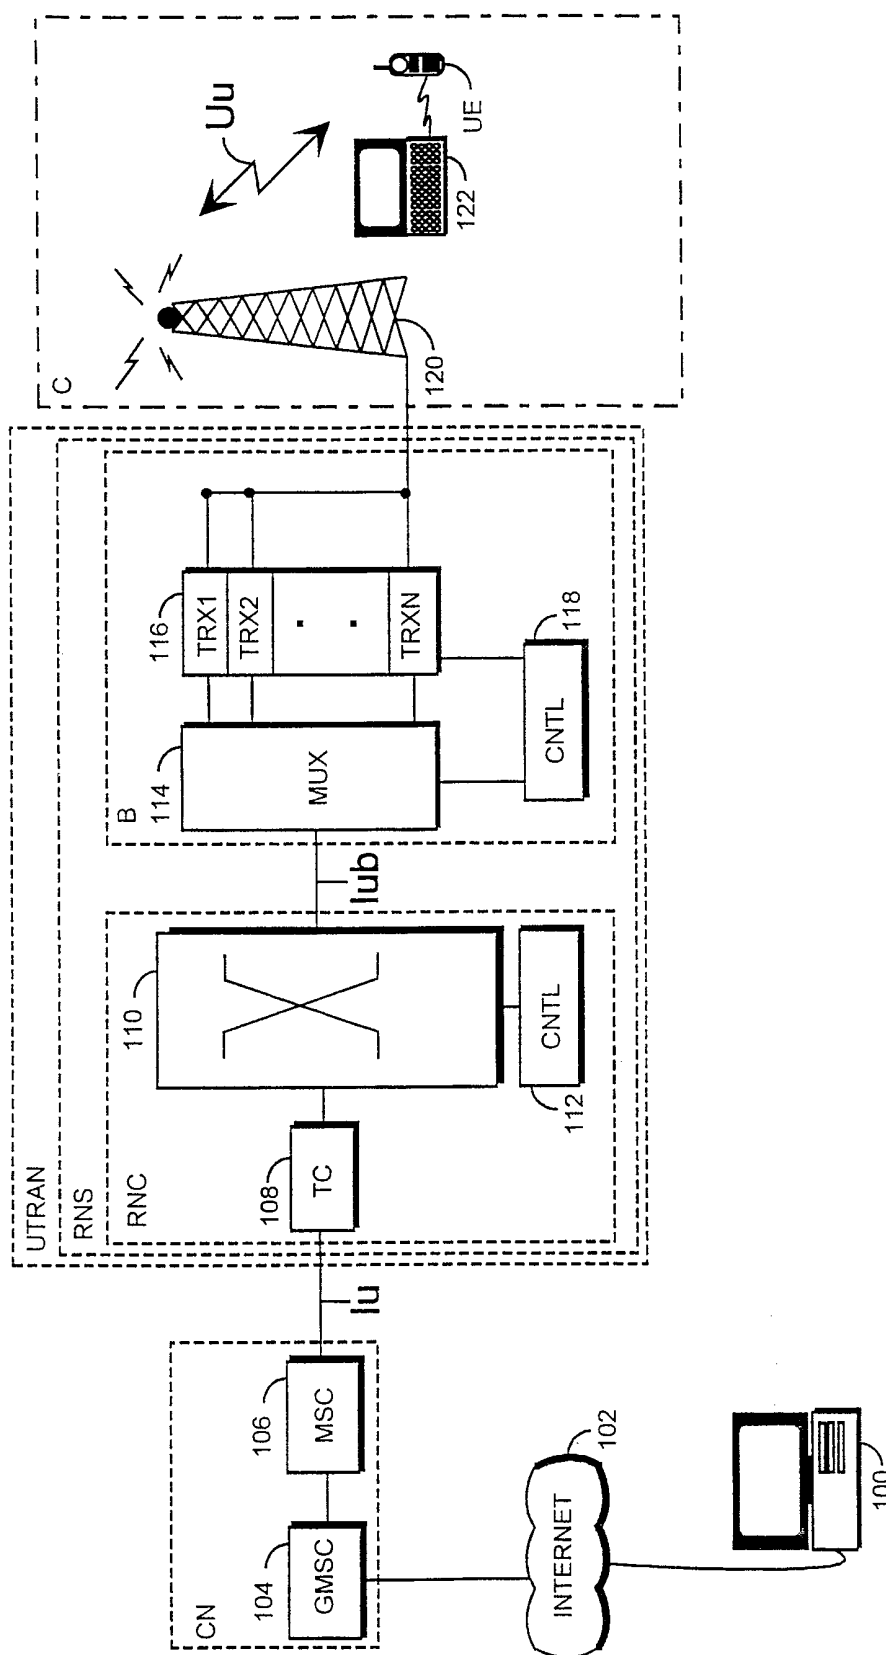 UTRAN
RNS
RNC
B
C
CN
GMSC
104
MSC
106
Iu
TC
108
110
CNTL
112
Iub
MUX
114
TRX1
TRX2
TRXN
116
CNTL
118
120
Uu
UE
122
INTERNET
102
100